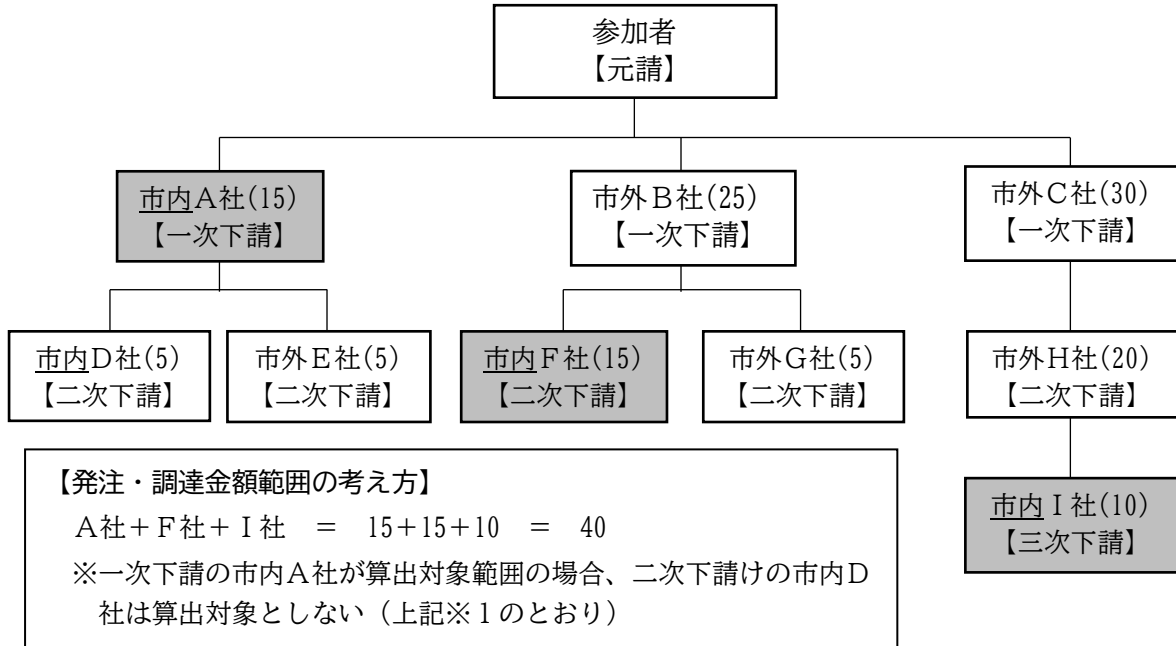 参加者
【元請】
市内A社(15)
【一次下請】
市外B社(25)
【一次下請】
市外C社(30)
【一次下請】
市内D社(5)
【二次下請】
市外E社(5)
【二次下請】
市内F社(15)
【二次下請】
市外G社(5)
【二次下請】
市外H社(20)
【二次下請】
市内I社(10)
【三次下請】
【発注・調達金額範囲の考え方】
A社+F社+I社 = 15+15+10 = 40
※一次下請の市内A社が算出対象範囲の場合、二次下請けの市内D
社は算出対象としない(上記※1のとおり)